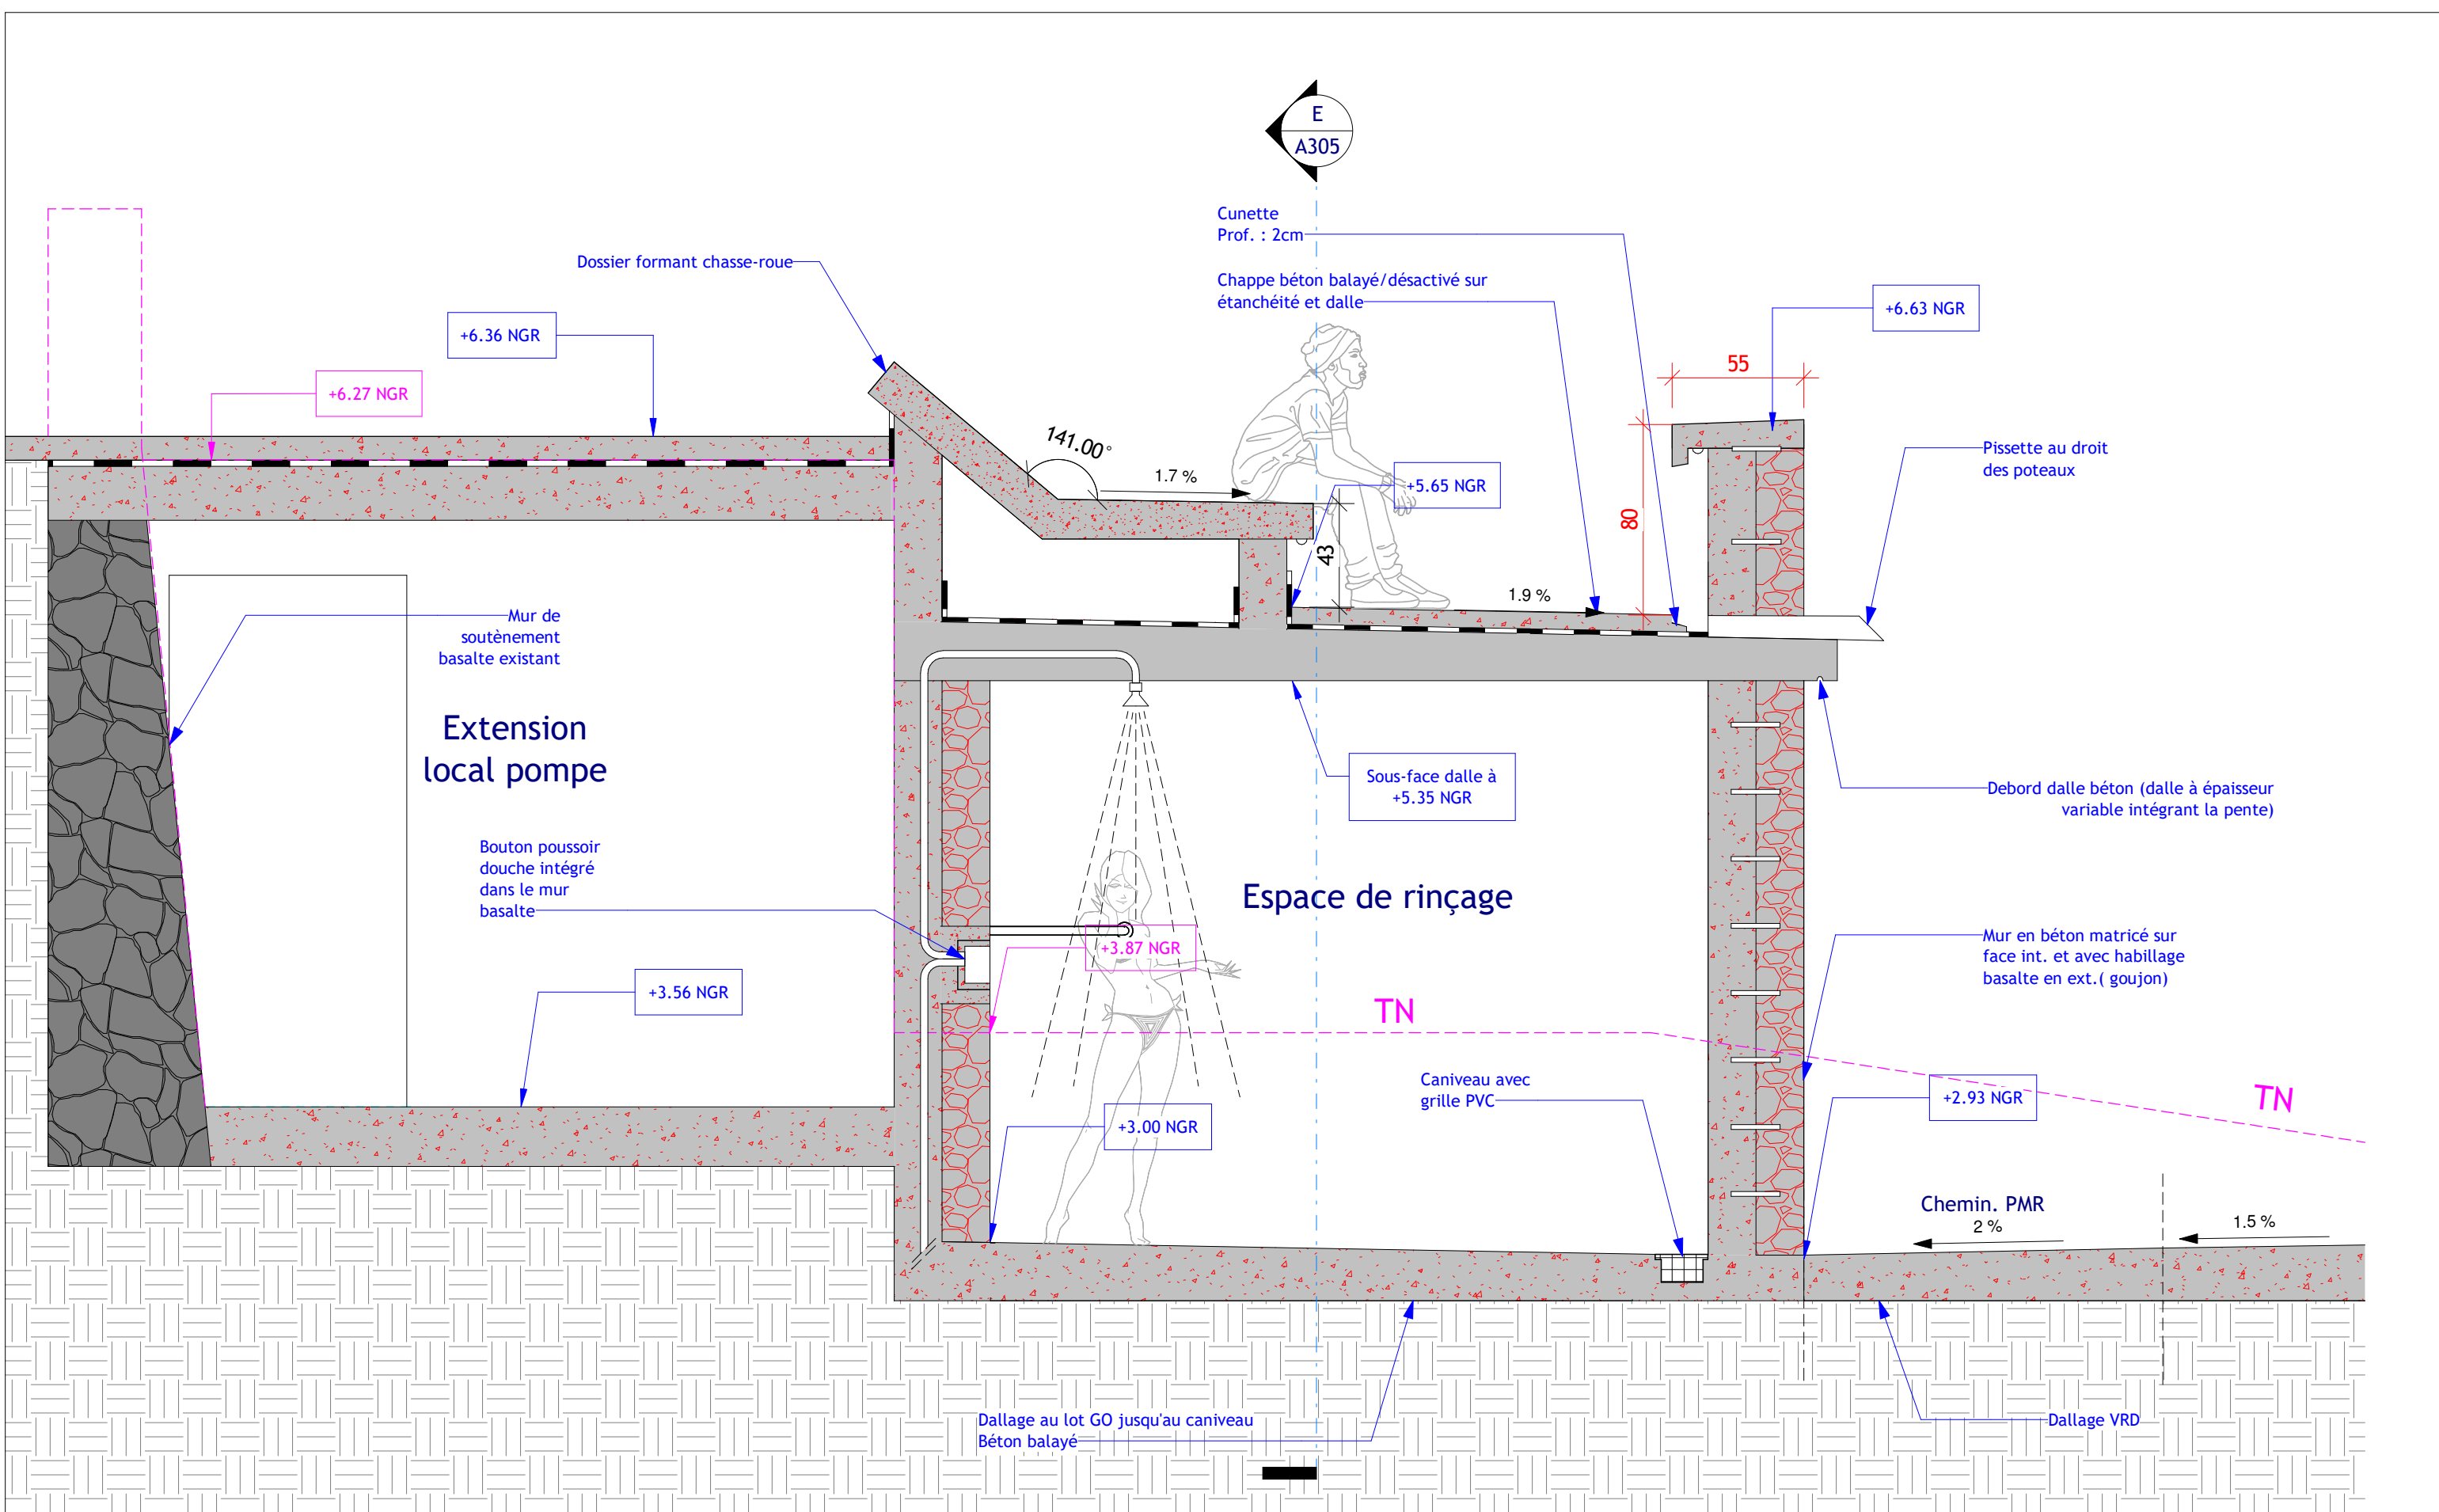 E
A305
Cunette
Prof. : 2cm
Dossier formant chasse-roue
Chappe béton balayé/désactivé sur
étanchéité et dalle
+6.63 NGR
+6.36 NGR
+6.27 NGR
55
141.00°
1.7 %
+5.65 NGR
Pissette au droit
des poteaux
80
43
1.9 %
Mur de
soutènement
basalte existant
Extension
local pompe
Sous-face dalle à
+5.35 NGR
Debord dalle béton (dalle à épaisseur
variable intégrant la pente)
Bouton poussoir
douche intégré
dans le mur
basalte
Espace de rinçage
+3.87 NGR
Mur en béton matricé sur
face int. et avec habillage
basalte en ext.( goujon)
+3.56 NGR
TN
Caniveau avec
grille PVC
+2.93 NGR
TN
+3.00 NGR
Chemin. PMR
2 %
1.5 %
Dallage au lot GO jusqu'au caniveau
Béton balayé
Dallage VRD